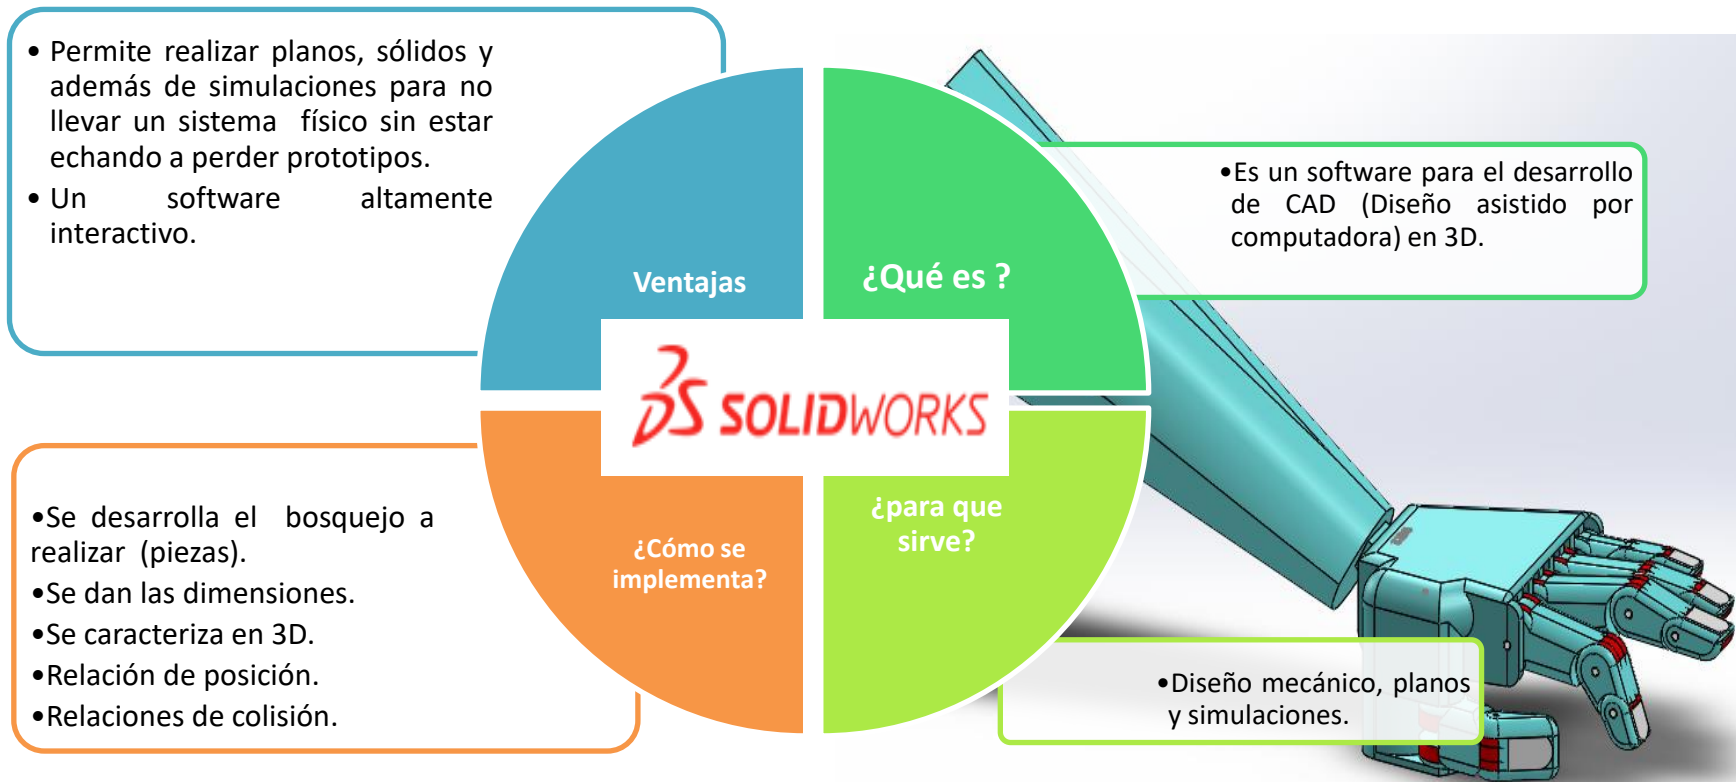 • Permite realizar planos, sólidos y
además de simulaciones para no
llevar un sistema físico sin estar
echando a perder prototipos.
• Un software altamente
interactivo.
Ventajas
¿Qué es ?
•Es un software para el desarrollo
de CAD (Diseño asistido por
computadora) en 3D.
3DS SOLIDWORKS
•Se desarrolla el bosquejo a
realizar (piezas).
•Se dan las dimensiones.
•Se caracteriza en 3D.
•Relación de posición.
•Relaciones de colisión.
¿Cómo se
implementa?
¿para que
sirve?
•Diseño mecánico, planos
y simulaciones.